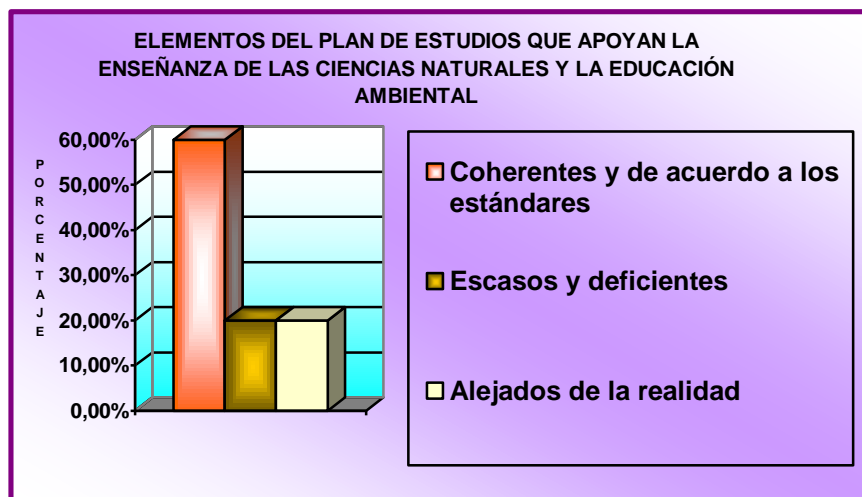 ELEMENTOS DEL PLAN DE ESTUDIOS QUE APOYAN LA
ENSEÑANZA DE LAS CIENCIAS NATURALES Y LA EDUCACIÓN
AMBIENTAL
PORCENTAJE
60,00%
50,00%
40,00%
30,00%
20,00%
10,00%
0,00%
Coherentes y de acuerdo a los
estándares
Escasos y deficientes
Alejados de la realidad